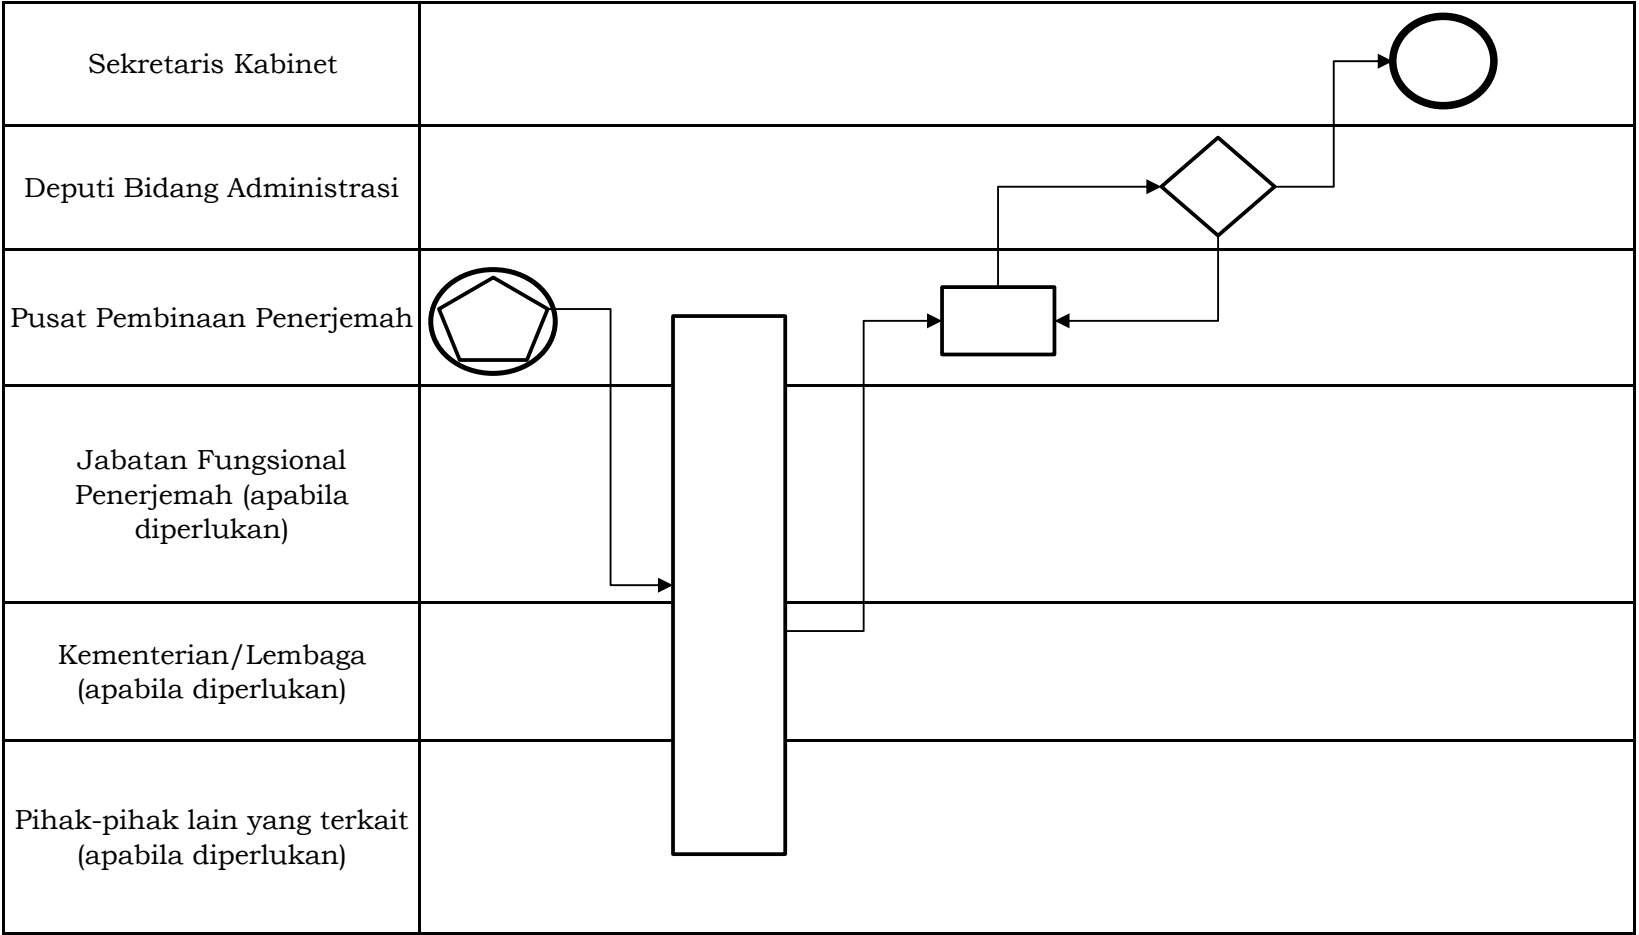 Sekretaris Kabinet
Deputi Bidang Administrasi
Pusat Pembinaan Penerjemah
Jabatan Fungsional
Penerjemah (apabila
diperlukan)
Kementerian/Lembaga
(apabila diperlukan)
Pihak-pihak lain yang terkait
(apabila diperlukan)